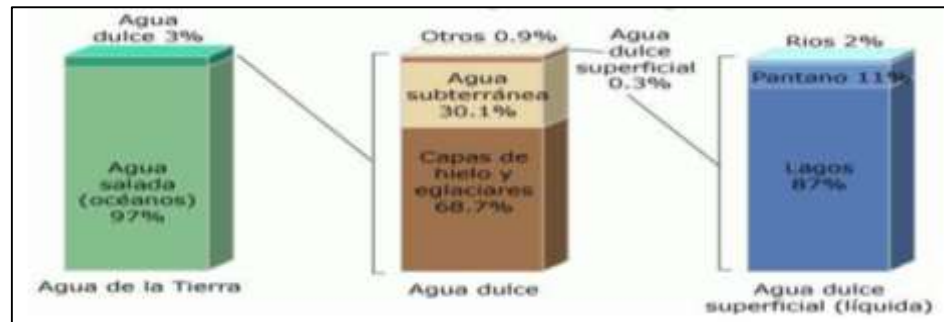 Agua
dulce 3%
Agua
salada
(océanos)
97%
Agua de la Tierra
Otros 0.9%
Agua
subterránea
30.1%
Capas de
hielo y
eglaciares
68.7%
Agua dulce
Agua
dulce
superficial
0.3%
Rios 2%
Pantano 11%
Lagos
87%
Agua dulce
superficial (líquida)